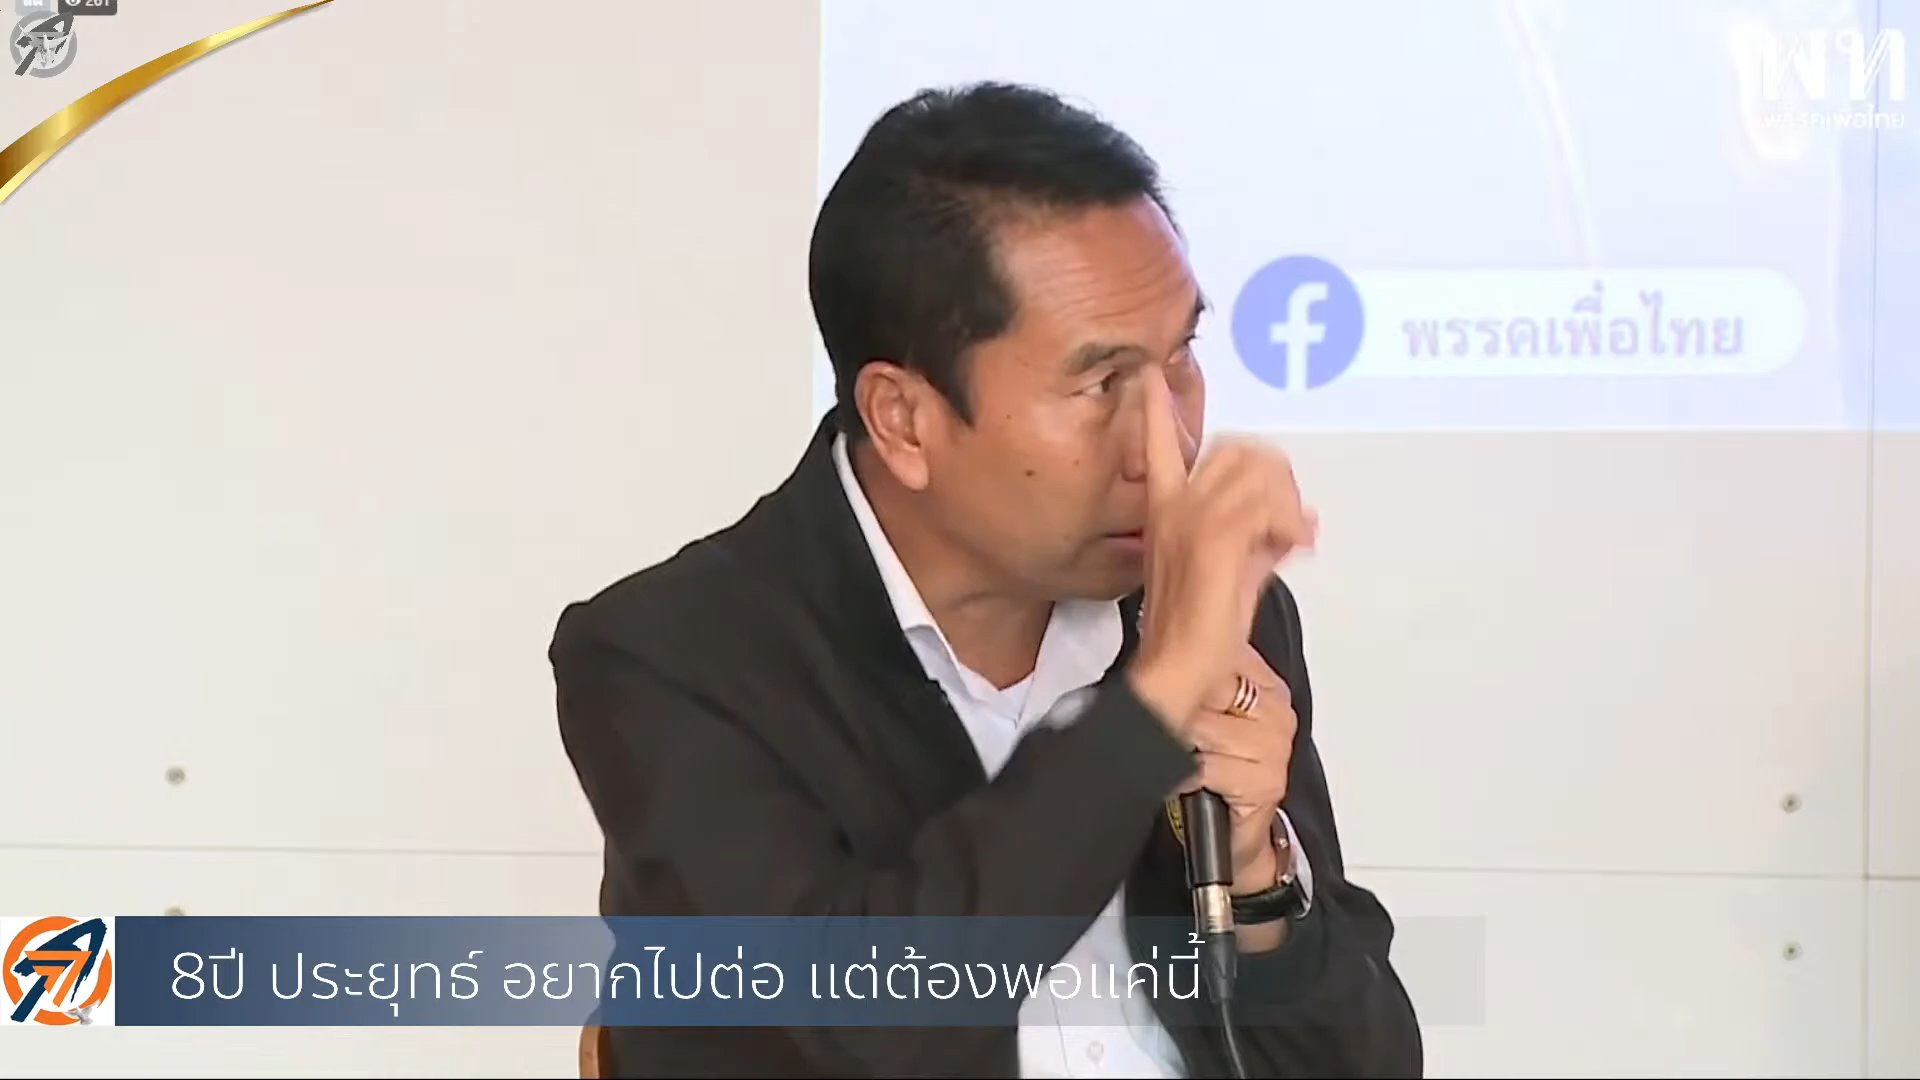 261
พท
พรรคเพื่อไทย
พรรคเพื่อไทย
8ปี ประยุทธ์ อยากไปต่อ แต่ต้องพอแค่นี้